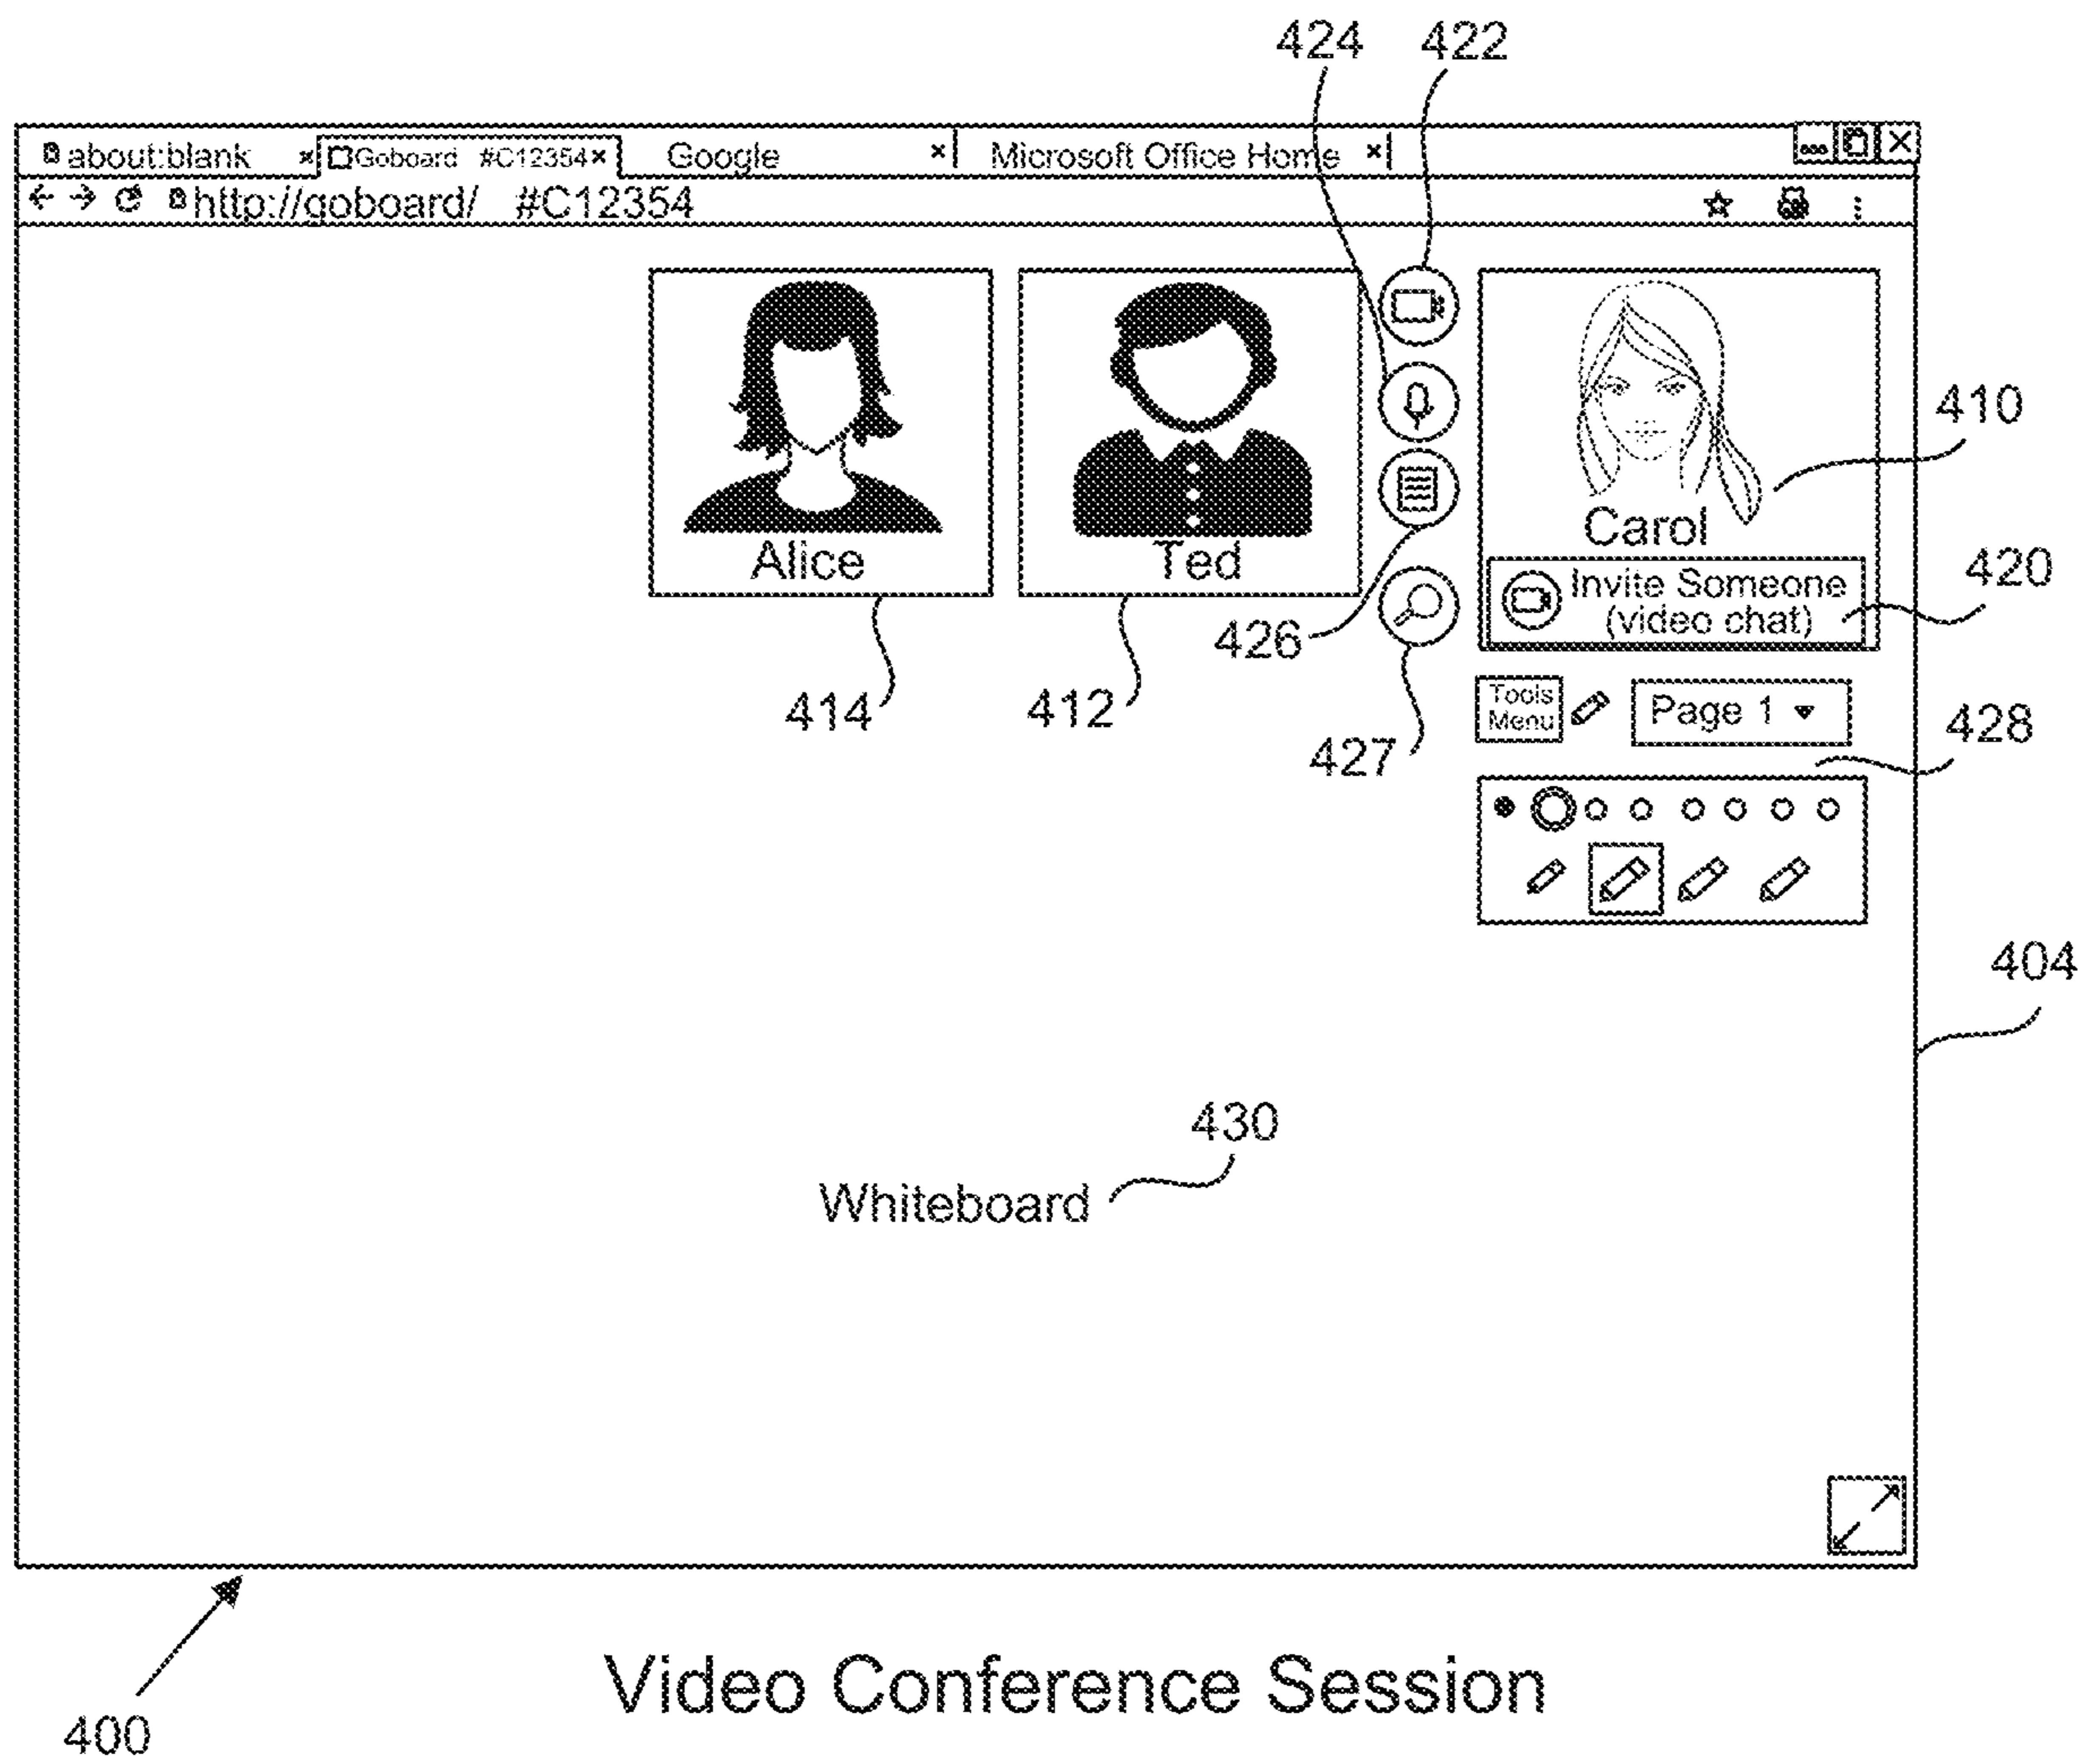 424 422
about:blank × Goboard #C12354× Google × Microsoft Office Home ×
http://goboard/ #C12354
410
Alice Ted Carol
420
Invite Someone
(video chat)
426
414 412
427
Tools
Menu
Page 1
428
404
430
Whiteboard
400
Video Conference Session